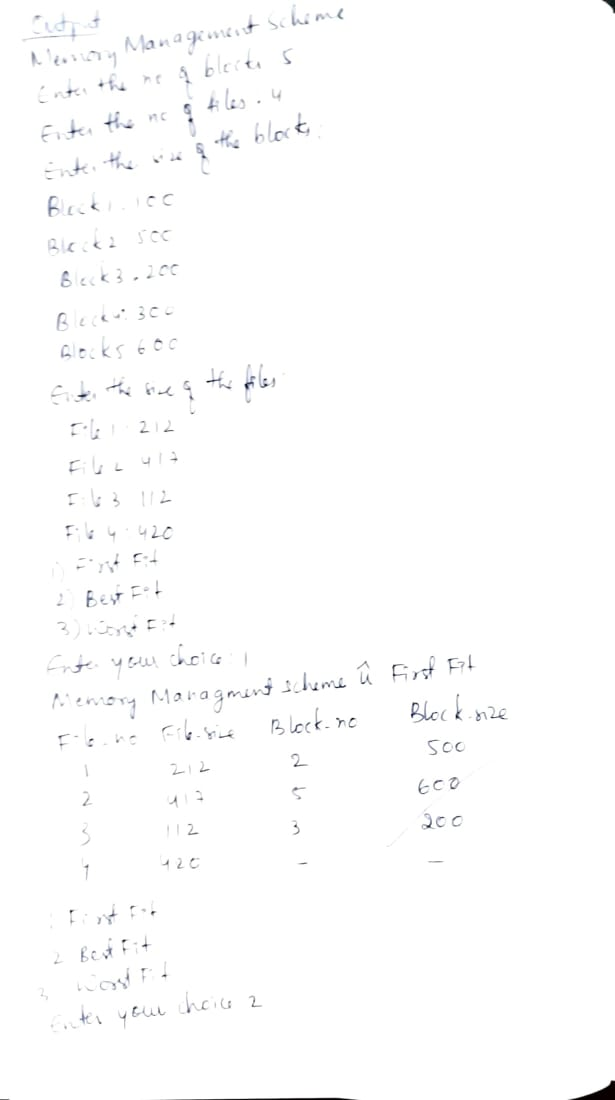 Output
Memory Management Scheme
Enter the no of blocks 5
Enter the no of files . 4
Enter the size of the blocks:
Block 1 . 100
Block 2 500
Block 3 . 200
Block 4: 300
Block 5 600
Enter the size of the files
File 1 : 212
File 2 417
File 3 112
File 4 : 420
1) First Fit
2) Best Fit
3) Worst Fit
Enter your choice: 1
Memory Managment scheme is First Fit
File-no File-size Block-no Block-size
1 212 2 500
2 417 5 600
3 112 3 200
4 420 – –
1 First Fit
2 Best Fit
3. Worst Fit
Enter your choice 2